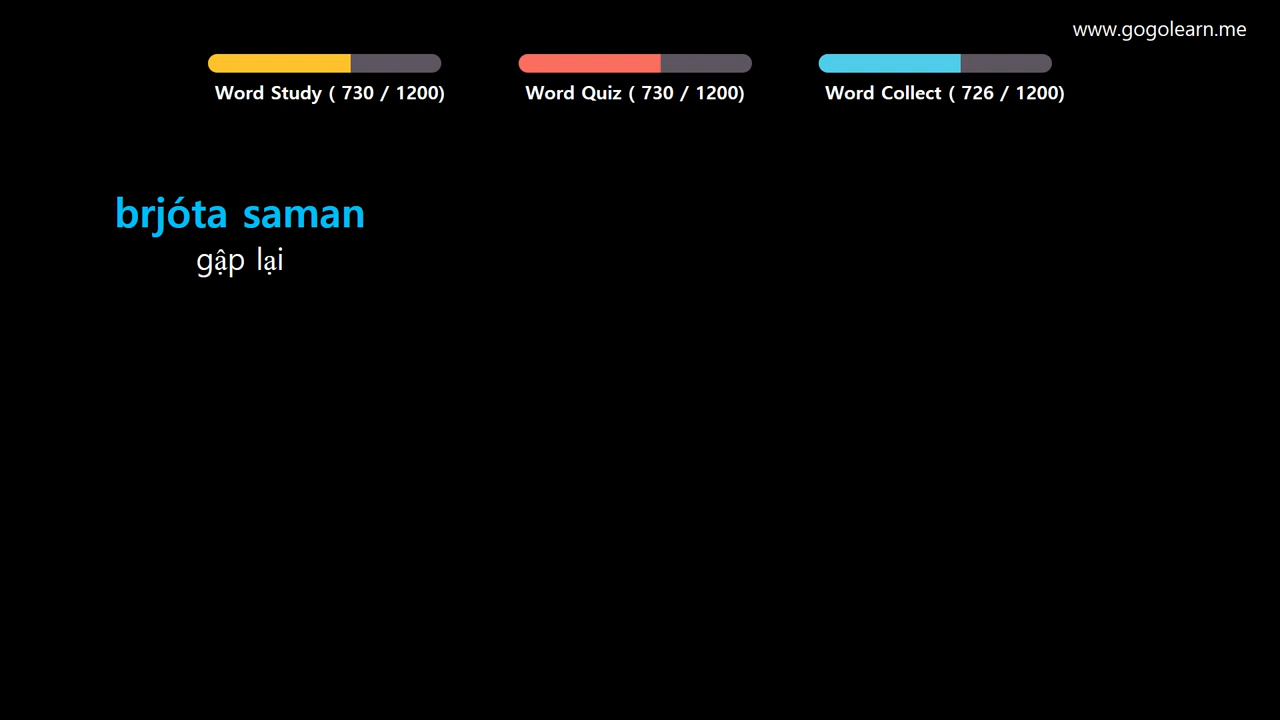 www.gogolearn.me
Word Study ( 730 / 1200)
Word Quiz ( 730 / 1200)
Word Collect ( 726 / 1200)
brjóta saman
gập lại